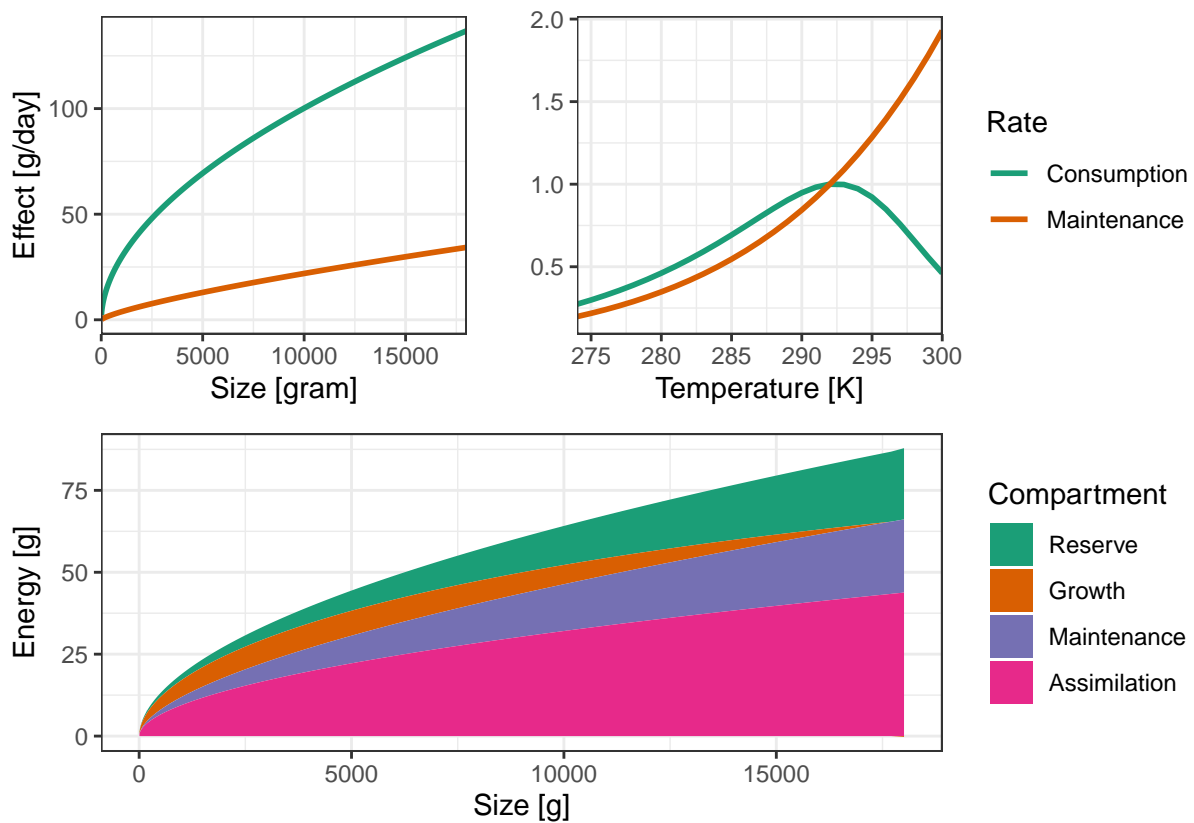 Effect [g/day]
100
50
0
0 5000 10000 15000
Size [gram]
2.0
1.5
1.0
0.5
275 280 285 290 295 300
Temperature [K]
Rate
Consumption
Maintenance
Energy [g]
75
50
25
0
0 5000 10000 15000
Size [g]
Compartment
Reserve
Growth
Maintenance
Assimilation